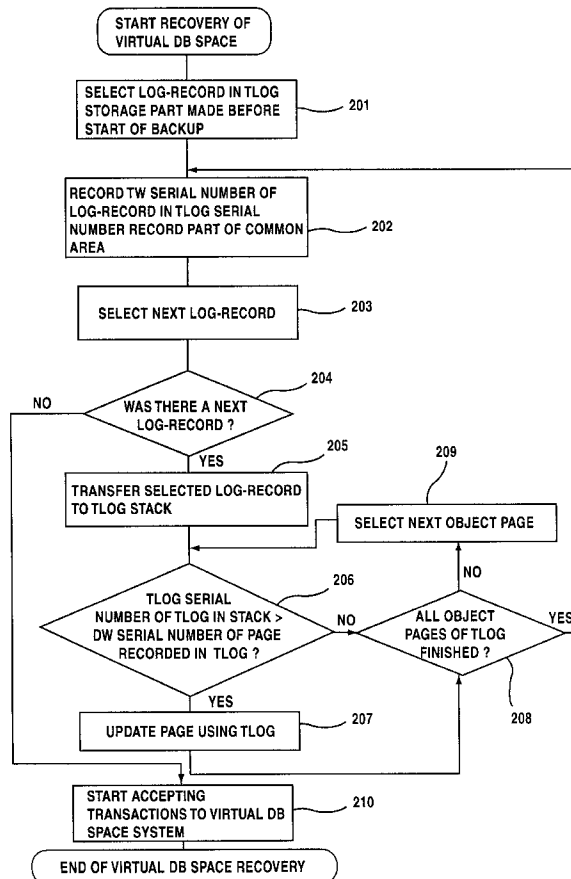 START RECOVERY OF
VIRTUAL DB SPACE
SELECT LOG-RECORD IN TLOG
STORAGE PART MADE BEFORE
START OF BACKUP
201
RECORD TW SERIAL NUMBER OF
LOG-RECORD IN TLOG SERIAL
NUMBER RECORD PART OF COMMON
AREA
202
SELECT NEXT LOG-RECORD
203
204
NO
WAS THERE A NEXT
LOG-RECORD ?
YES
205
TRANSFER SELECTED LOG-RECORD
TO TLOG STACK
209
SELECT NEXT OBJECT PAGE
206
TLOG SERIAL
NUMBER OF TLOG IN STACK >
DW SERIAL NUMBER OF PAGE
RECORDED IN TLOG ?
NO
NO
ALL OBJECT
PAGES OF TLOG
FINISHED ?
YES
208
YES
UPDATE PAGE USING TLOG
207
START ACCEPTING
TRANSACTIONS TO VIRTUAL DB
SPACE SYSTEM
210
END OF VIRTUAL DB SPACE RECOVERY